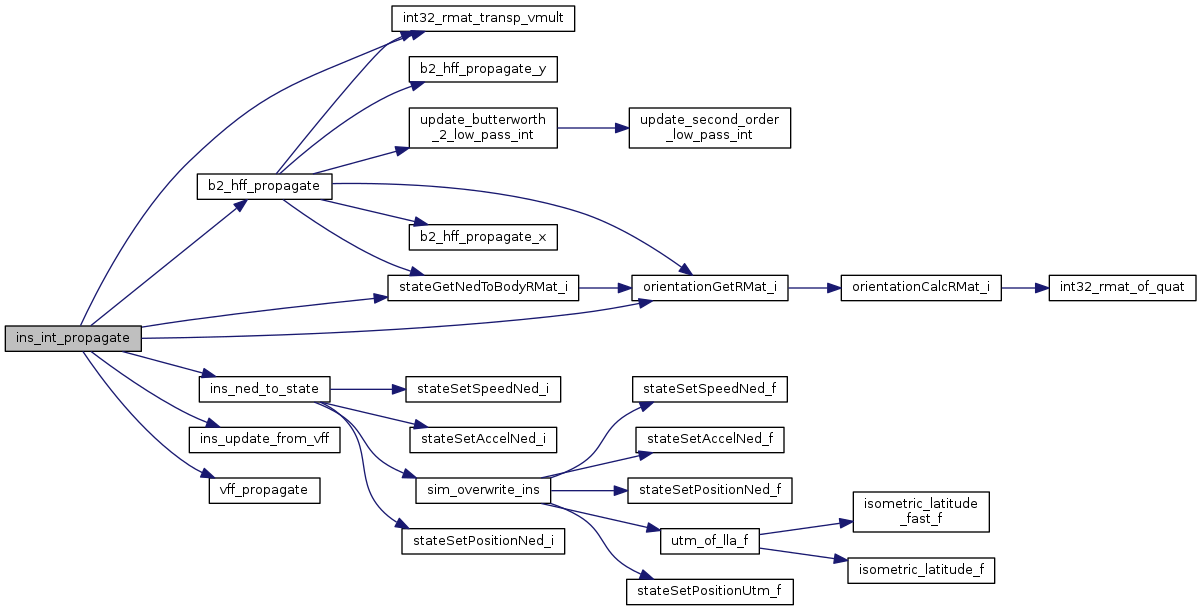 int32_rmat_transp_vmult
b2_hff_propagate_y
update_butterworth
_2_low_pass_int
update_second_order
_low_pass_int
b2_hff_propagate
b2_hff_propagate_x
stateGetNedToBodyRMat_i
orientationGetRMat_i
orientationCalcRMat_i
int32_rmat_of_quat
ins_int_propagate
ins_ned_to_state
stateSetSpeedNed_i
stateSetSpeedNed_f
ins_update_from_vff
stateSetAccelNed_i
stateSetAccelNed_f
vff_propagate
sim_overwrite_ins
stateSetPositionNed_f
isometric_latitude
_fast_f
stateSetPositionNed_i
utm_of_lla_f
isometric_latitude_f
stateSetPositionUtm_f